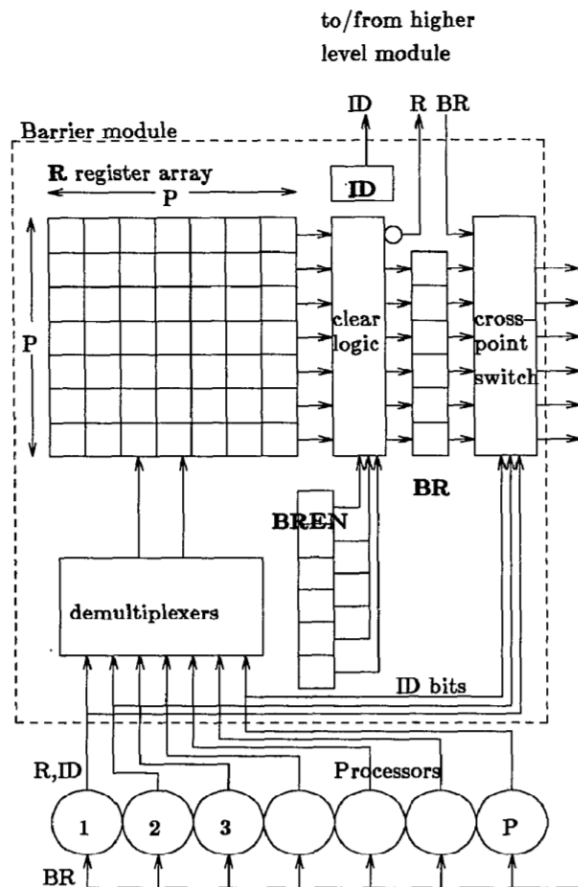 to/from higher
level module
ID R BR
Barrier module
R register array
P
ID
P
clear
logic
cross-
point
switch
BR
BREN
demultiplexers
ID bits
R,ID
Processors
1 2 3 P
BR